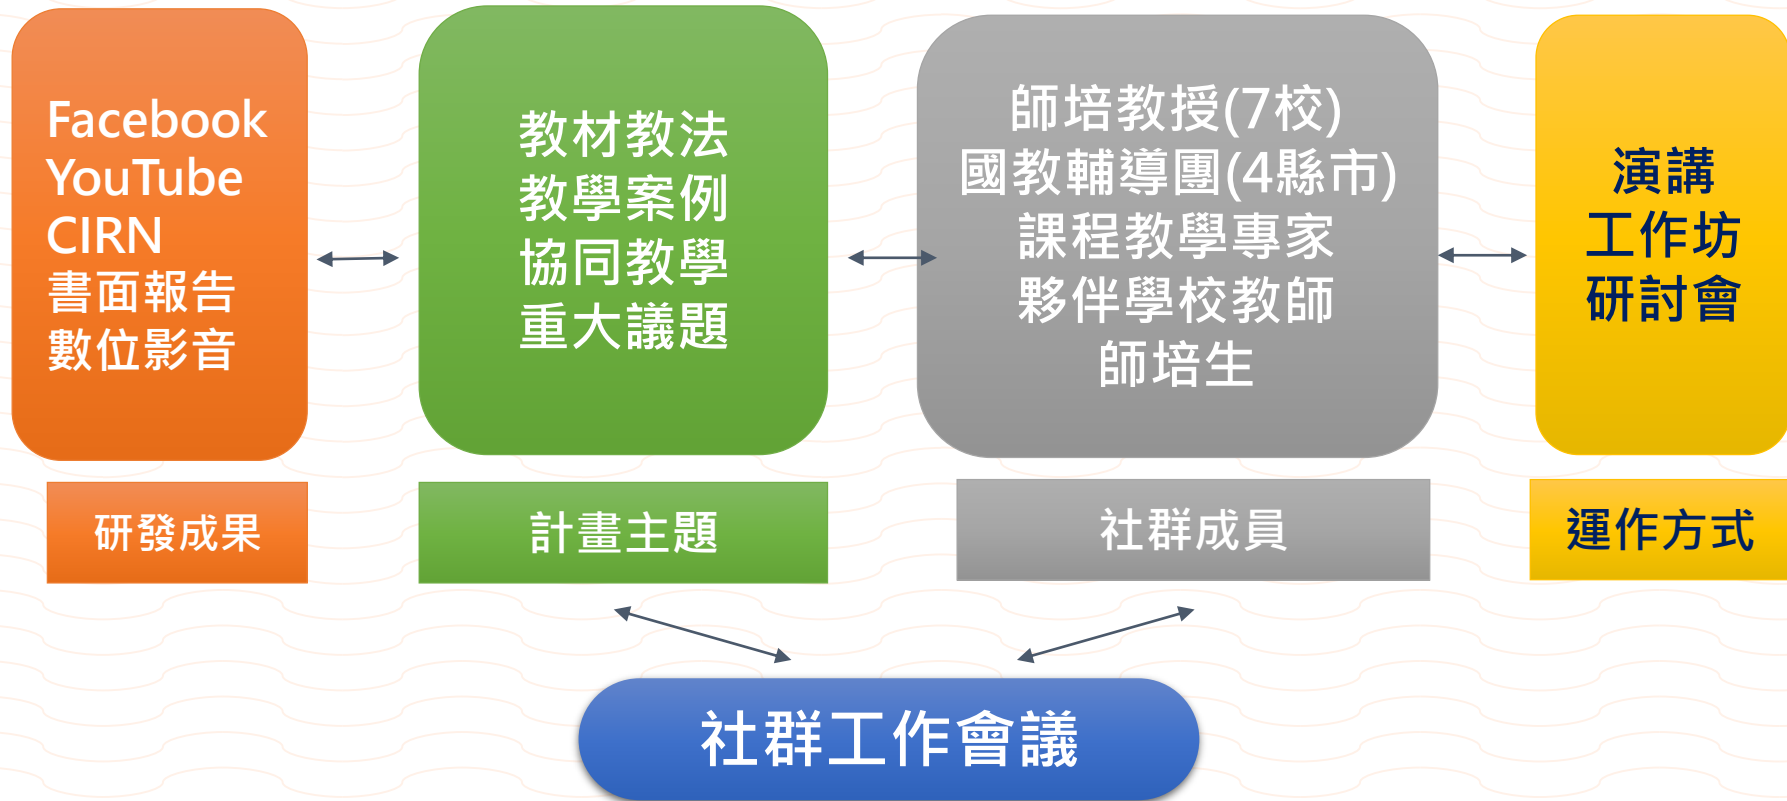 Facebook
YouTube
CIRN
書面報告
數位影音
研發成果
教材教法
教學案例
協同教學
重大議題
計畫主題
師培教授(7校)
國教輔導團(4縣市)
課程教學專家
夥伴學校教師
師培生
社群成員
演講
工作坊
研討會
運作方式
社群工作會議